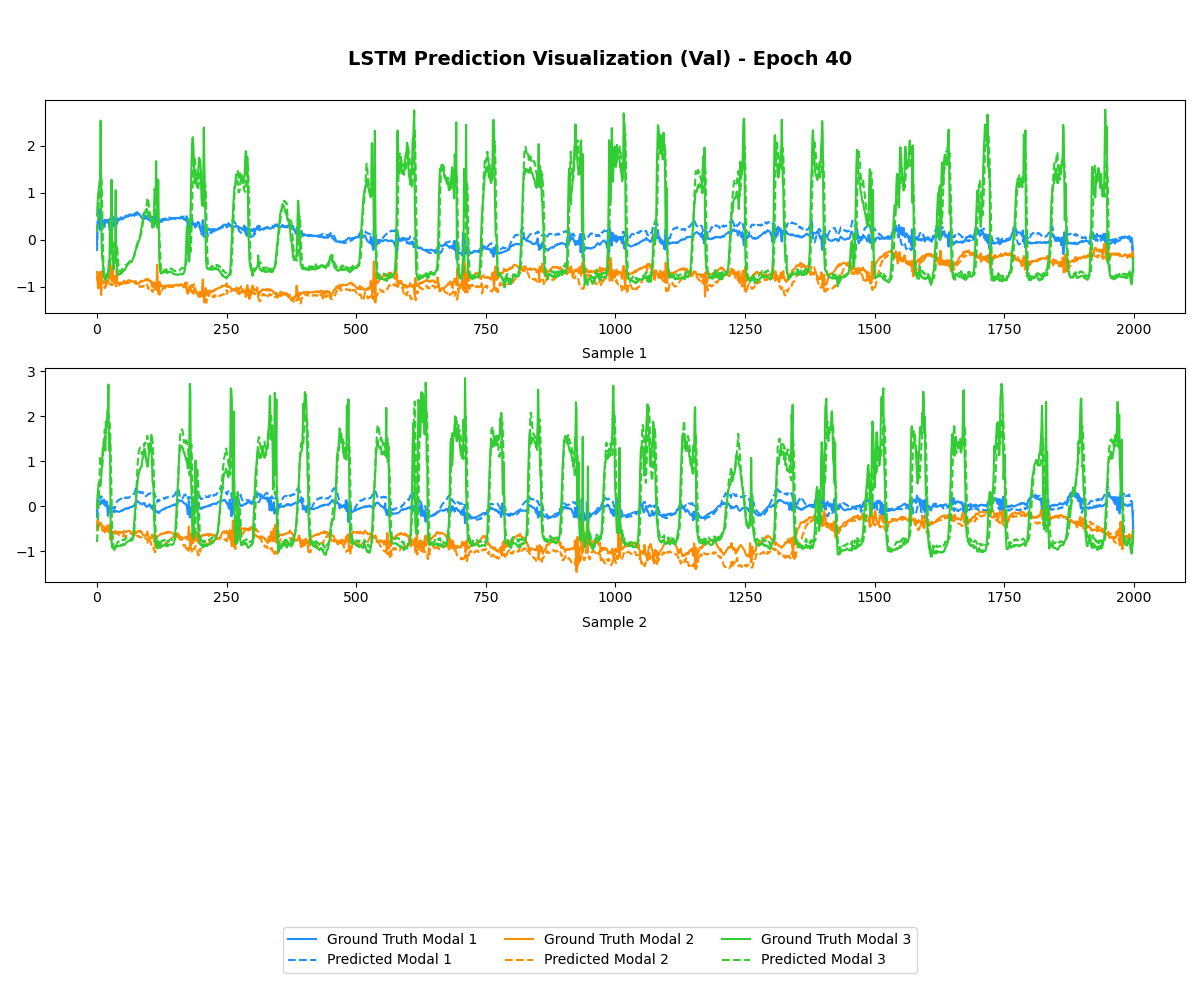 LSTM Prediction Visualization (Val) - Epoch 40
2
1
0
−1
0 250 500 750 1000 1250 1500 1750 2000
Sample 1
3
2
1
0
−1
0 250 500 750 1000 1250 1500 1750 2000
Sample 2
Ground Truth Modal 1 Ground Truth Modal 2 Ground Truth Modal 3
Predicted Modal 1 Predicted Modal 2 Predicted Modal 3